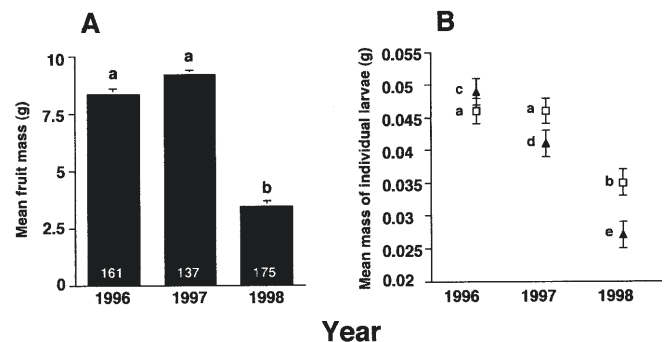 A
Mean fruit mass (g)
10
7.5
5
2.5
0
a
a
b
161
137
175
1996
1997
1998
B
Mean mass of individual larvae (g)
0.055
0.05
0.045
0.04
0.035
0.03
0.025
0.02
c
a
a
d
b
e
1996
1997
1998
Year